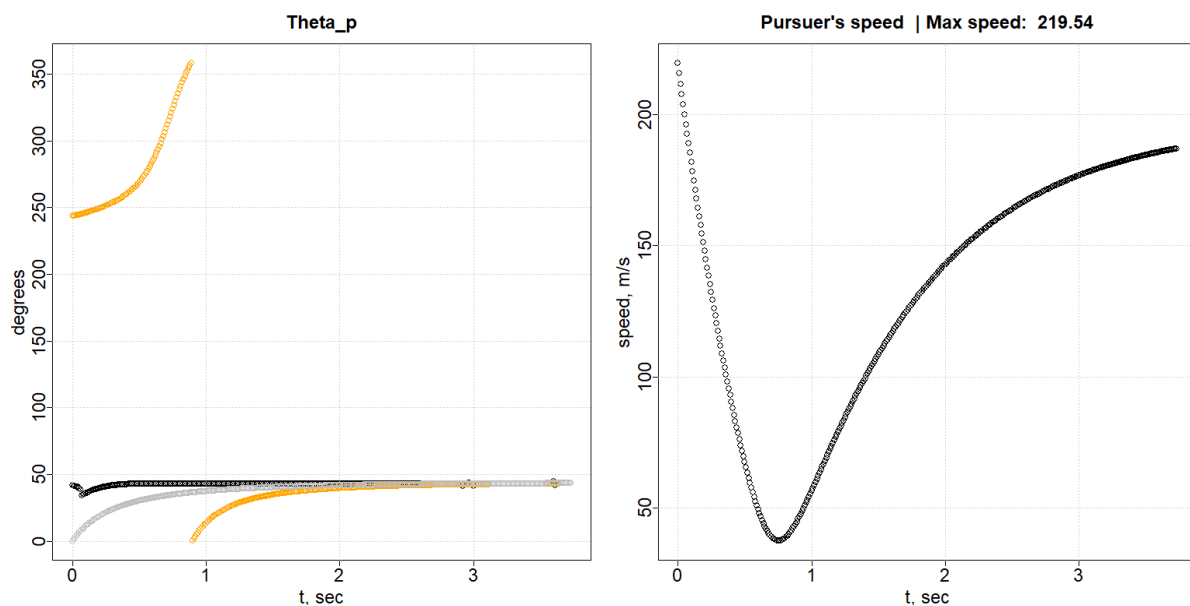 Theta_p
degrees
350
300
250
200
150
100
50
0
0 1 2 3
t, sec
Pursuer's speed | Max speed: 219.54
speed, m/s
200
150
100
50
0 1 2 3
t, sec